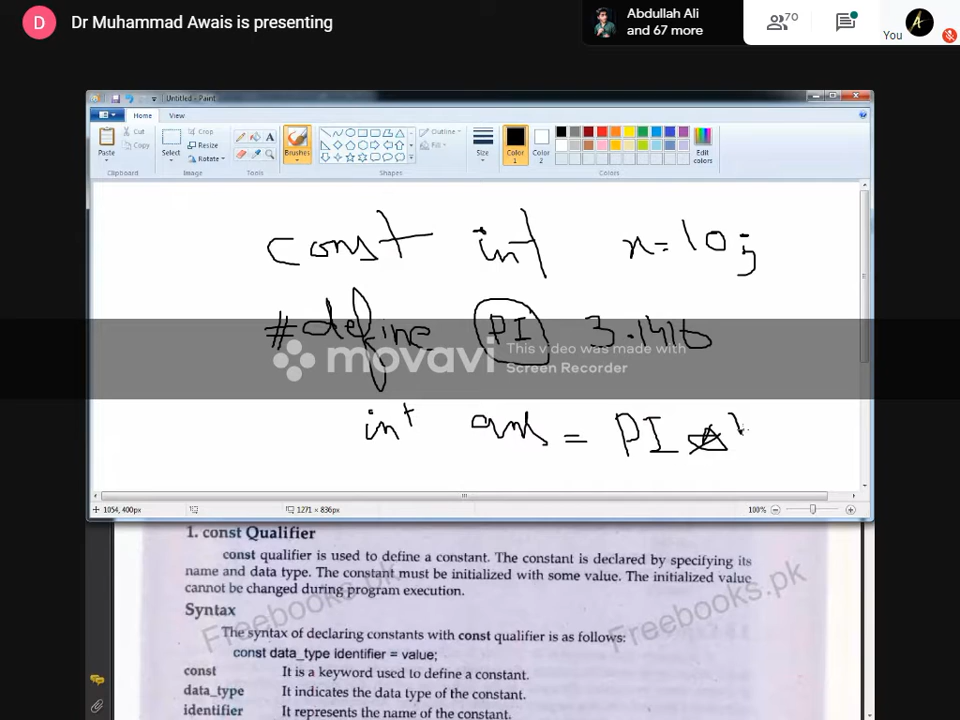 D Dr Muhammad Awais is presenting
Abdullah Ali
and 67 more
70
A
You
Untitled - Paint
Home View
Paste
Cut
Copy
Clipboard
Select
Crop
Resize
Rotate
Image
Tools
Brushes
Shapes
Outline
Fill
Size
Color 1
Color 2
Colors
Edit colors
const int x=10;
#define PI 3.1416
int ans = PI *
movavi
This video was made with
Screen Recorder
1054, 400px
1271 × 836px
100%
1. const Qualifier
const qualifier is used to define a constant. The constant is declared by specifying its
name and data type. The constant must be initialized with some value. The initialized value
cannot be changed during program execution.
Syntax
The syntax of declaring constants with const qualifier is as follows:
const data_type identifier = value;
const It is a keyword used to define a constant.
data_type It indicates the data type of the constant.
identifier It represents the name of the constant.
Freebooks.pk
Freebooks.pk